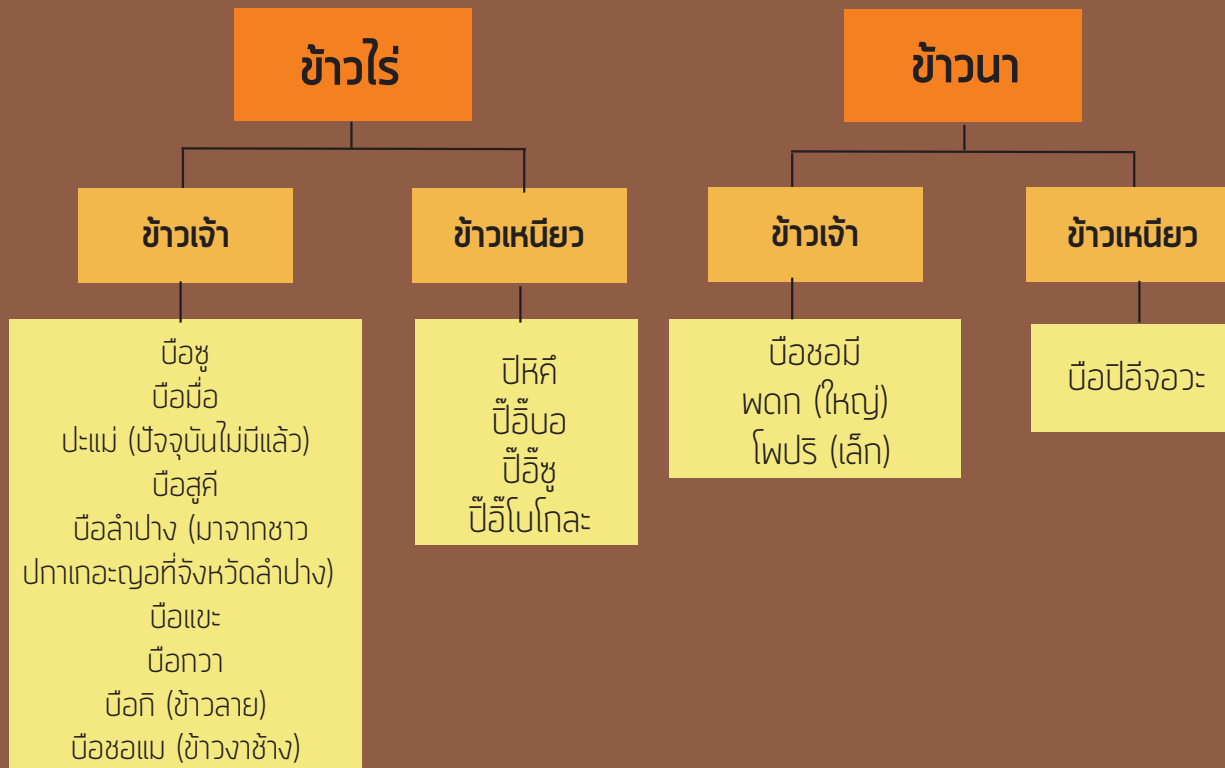 ข้าวไร่
ข้าวเจ้า
บือซู
บือมื่อ
ปะแม่ (ปัจจุบันไม่มีแล้ว)
บือสูคี
บือลำปาง (มาจากชาว
ปกาเกอะญอที่จังหวัดลำปาง)
บือแขะ
บือกวา
บือกิ (ข้าวลาย)
บือชอแม (ข้าวงาช้าง)
ข้าวเหนียว
ปิหิคึ
ปิ๊อิ๊บอ
ปิ๊อิ๊ซู
ปิ๊อิ๊โบโกละ
ข้าวนา
ข้าวเจ้า
บือชอมี
พดก (ใหญ่)
โพปริ (เล็ก)
ข้าวเหนียว
บือปิอีจอวะ